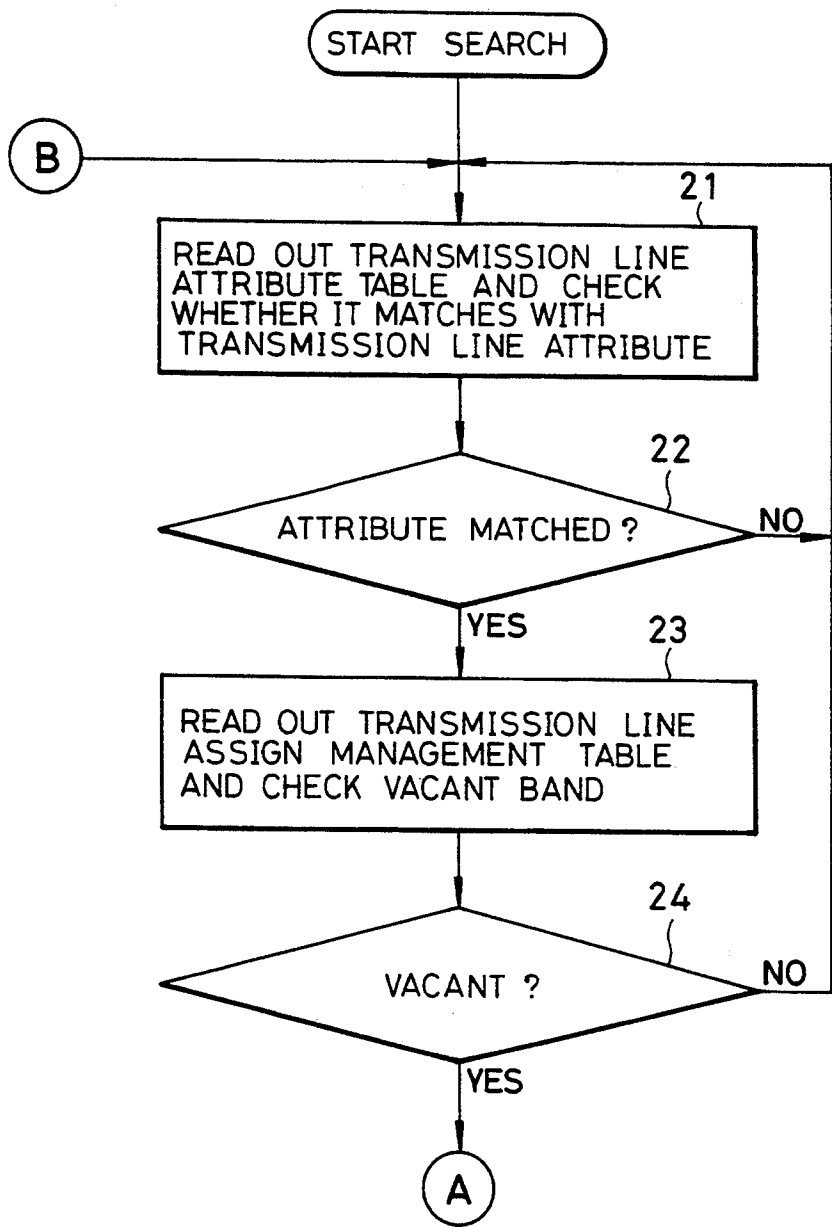 START SEARCH
B
21
READ OUT TRANSMISSION LINE
ATTRIBUTE TABLE AND CHECK
WHETHER IT MATCHES WITH
TRANSMISSION LINE ATTRIBUTE
22
ATTRIBUTE MATCHED ?
NO
YES
23
READ OUT TRANSMISSION LINE
ASSIGN MANAGEMENT TABLE
AND CHECK VACANT BAND
24
VACANT ?
NO
YES
A